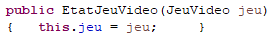 public EtatJeuVideo(JeuVideo jeu)
{   this.jeu = jeu;     }